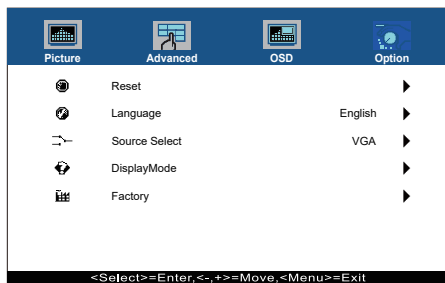 Picture Advanced OSD Option
Reset
Language English
Source Select VGA
DisplayMode
Factory
<Select>=Enter,<-,+>=Move,<Menu>=Exit